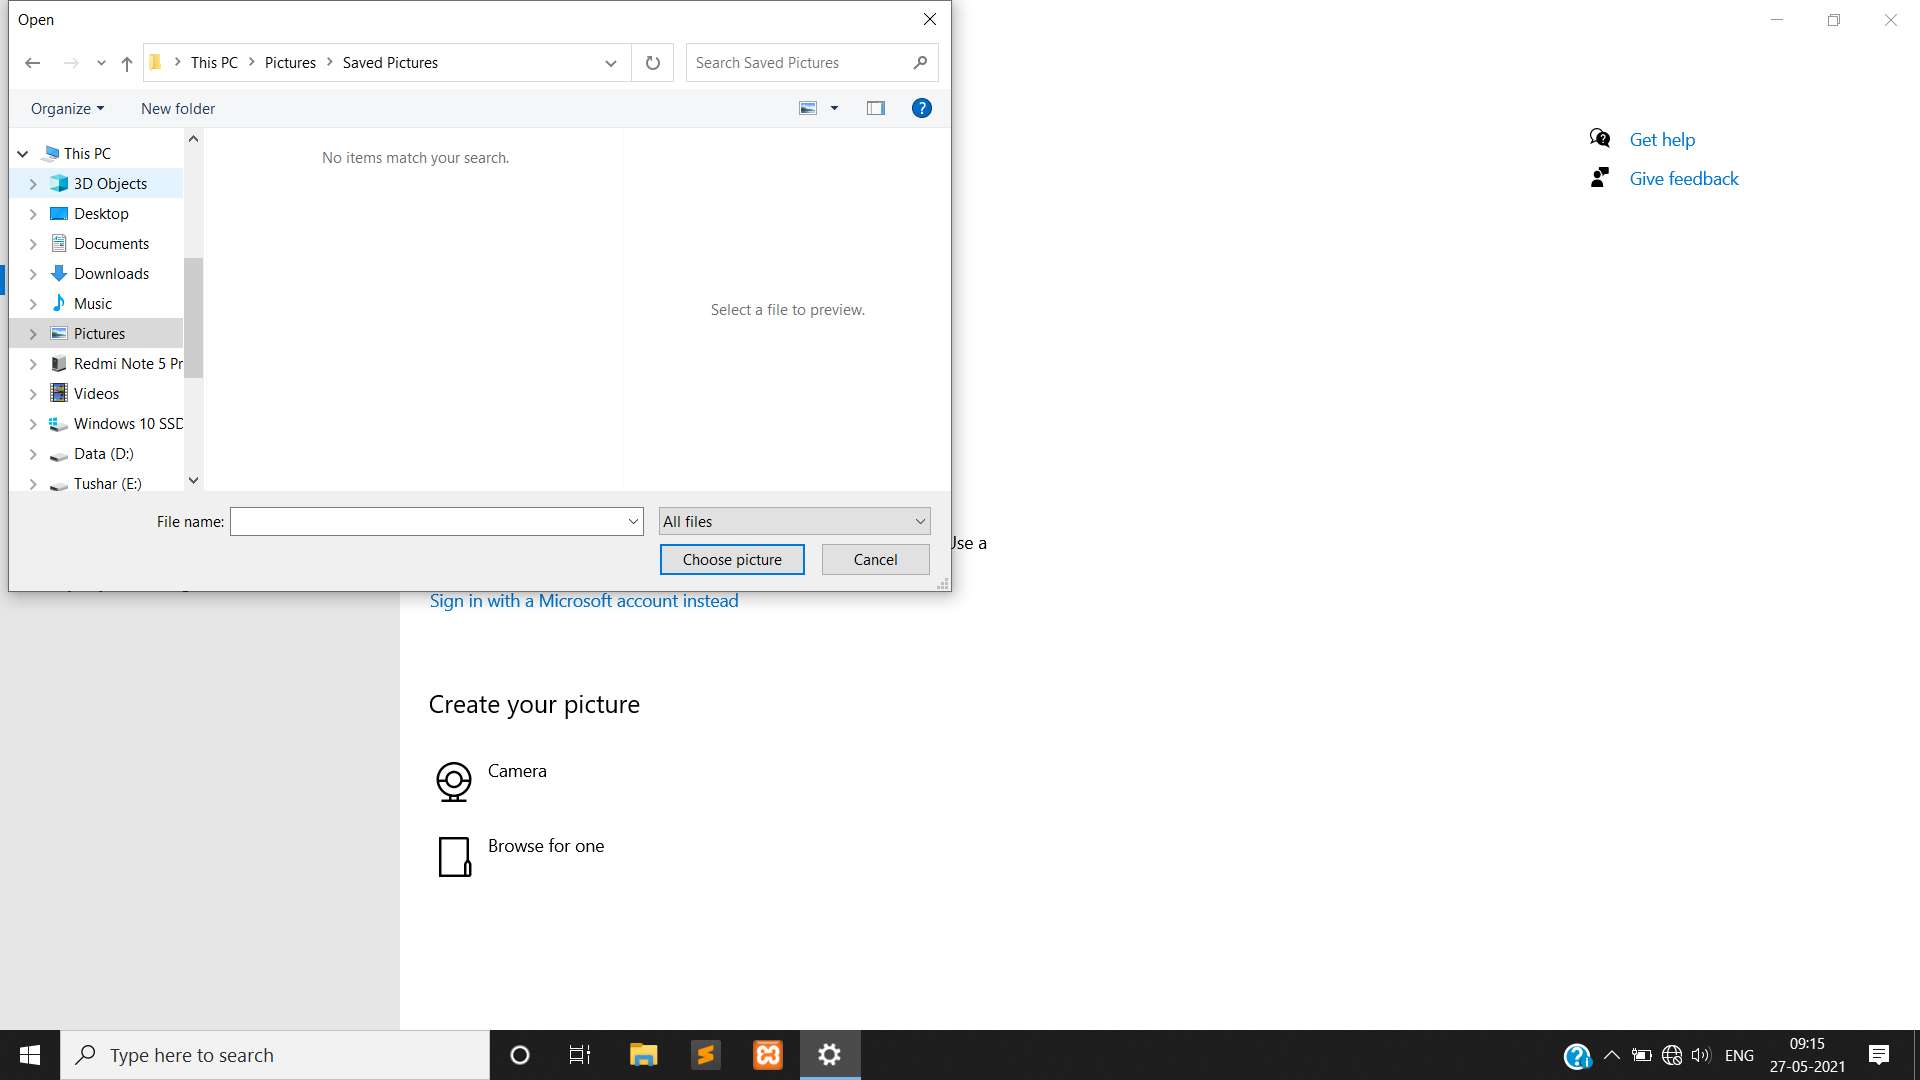 Open
This PC > Pictures > Saved Pictures
Search Saved Pictures
Organize
New folder
This PC
3D Objects
Desktop
Documents
Downloads
Music
Pictures
Redmi Note 5 Pr
Videos
Windows 10 SSD
Data (D:)
Tushar (E:)
No items match your search.
Select a file to preview.
File name:
All files
Choose picture
Cancel
Get help
Give feedback
Use a
Sign in with a Microsoft account instead
Create your picture
Camera
Browse for one
Type here to search
ENG
09:15
27-05-2021